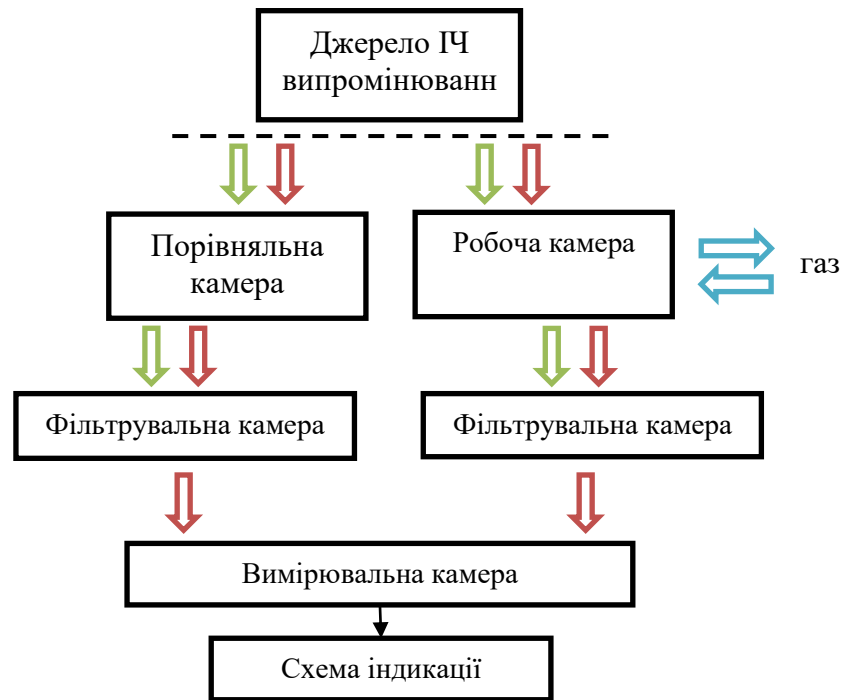 Джерело ІЧ
випромінюванн
Порівняльна
камера
Робоча камера
газ
Фільтрувальна камера
Фільтрувальна камера
Вимірювальна камера
Схема індикації